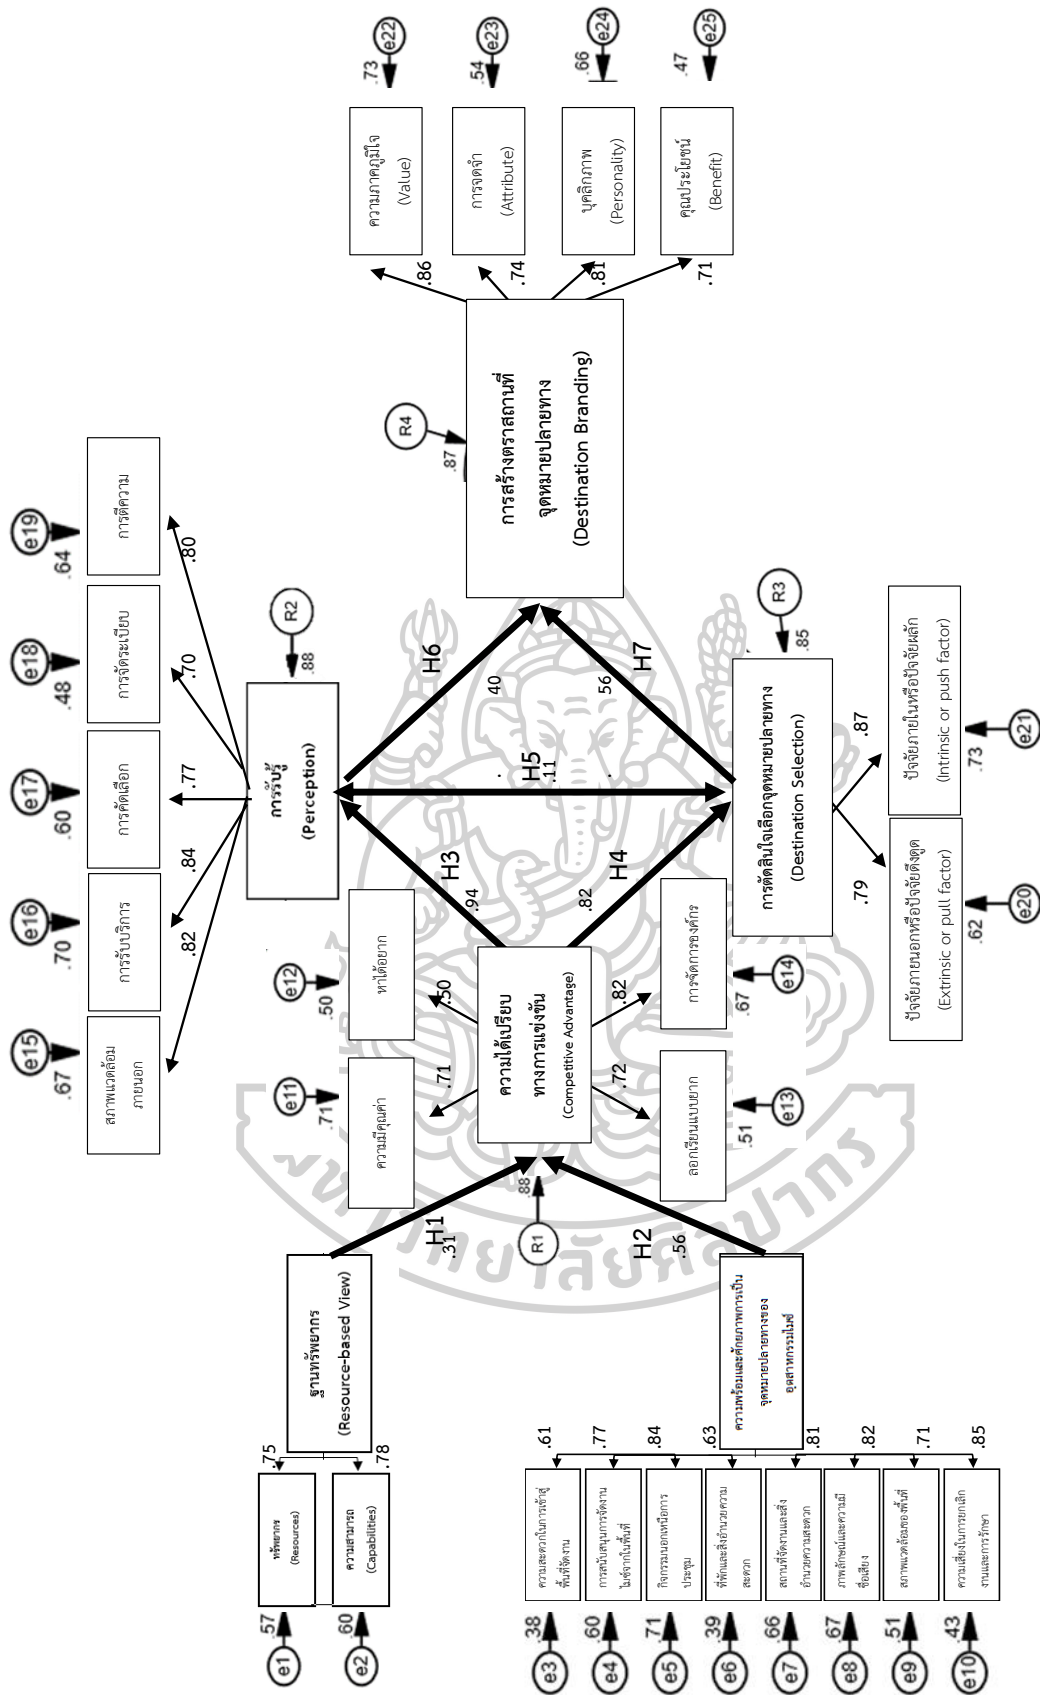 .57
e1
.60
e2
ทรัพยากร
(Resources)
ความสามารถ
(Capabilities)
.75
.78
ฐานทรัพยากร
(Resource-based View)
.38
e3
.60
e4
.71
e5
.39
e6
.66
e7
.67
e8
.51
e9
.43
e10
ความสะดวกในการเข้าสู่
พื้นที่จัดงาน
การสนับสนุนการจัดงาน
ไมซ์จากในพื้นที่
กิจกรรมนอกเหนือการ
ประชุม
ที่พักและสิ่งอำนวยความ
สะดวก
สถานที่จัดงานและสิ่ง
อำนวยความสะดวก
ภาพลักษณ์และความมี
ชื่อเสียง
สภาพแวดล้อมของพื้นที่
ความเสี่ยงในการยกเลิก
งานและการรักษา
.61
.77
.84
.63
.81
.82
.71
.85
ความพร้อมและศักยภาพการเป็น
จุดหมายปลายทางของ
อุตสาหกรรมไมซ์
H1
.31
H2
.56
R1
.88
ความได้เปรียบ
ทางการแข่งขัน
(Competitive Advantage)
e11
.71
ความมีคุณค่า
.71
e12
.50
หาได้อยาก
.50
.51
e13
ลอกเรียนแบบยาก
.72
.67
e14
การจัดการองค์กร
.82
H3
.94
H4
.82
e15
.67
สภาพแวดล้อม
ภายนอก
.82
e16
.70
การรับบริการ
.84
e17
.60
การคัดเลือก
.77
e18
.48
การจัดระเบียบ
.70
e19
.64
การตีความ
.80
R2
.88
การรับรู้
(Perception)
H5
.11
การตัดสินใจเลือกจุดหมายปลายทาง
(Destination Selection)
R3
.85
.79
.87
ปัจจัยภายนอกหรือปัจจัยดึงดูด
(Extrinsic or pull factor)
.62
e20
ปัจจัยภายในหรือปัจจัยผลัก
(Intrinsic or push factor)
.73
e21
H6
40
H7
56
R4
.87
การสร้างตราสถานที่
จุดหมายปลายทาง
(Destination Branding)
.86
.74
.81
.71
ความภาคภูมิใจ
(Value)
การจดจำ
(Attribute)
บุคลิกภาพ
(Personality)
คุณประโยชน์
(Benefit)
.73
e22
.54
e23
.66
e24
.47
e25
มหาวิทยาลัยศิลปากร